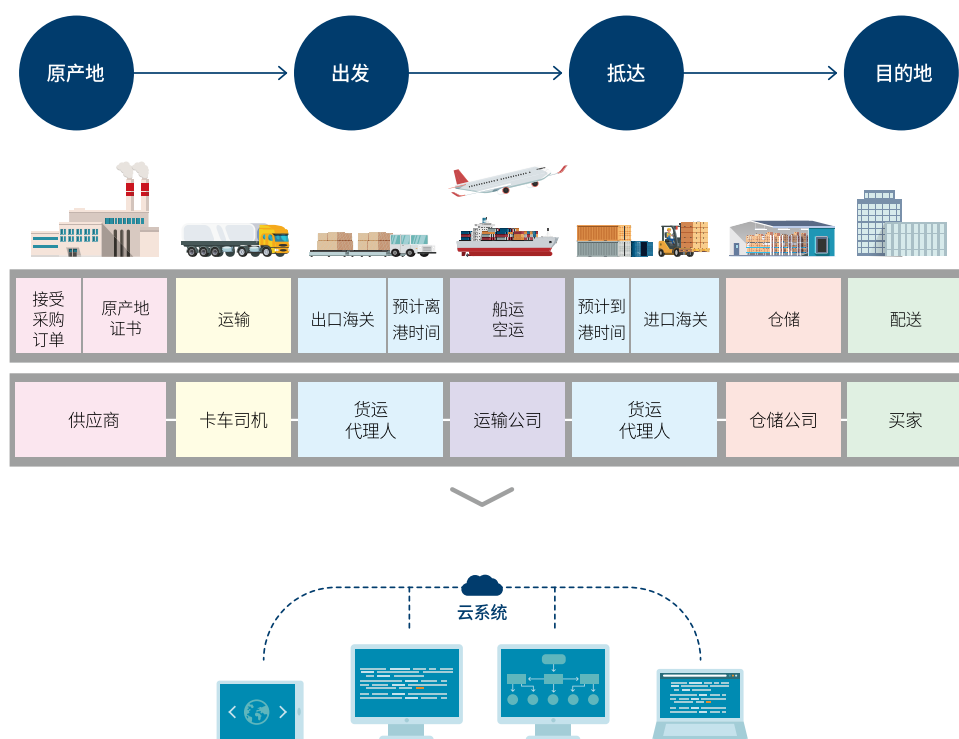 原产地
出发
抵达
目的地
接受
采购
订单
原产地
证书
运输
出口海关
预计离
港时间
船运
空运
预计到
港时间
进口海关
仓储
配送
供应商
卡车司机
货运
代理人
运输公司
货运
代理人
仓储公司
买家
云系统